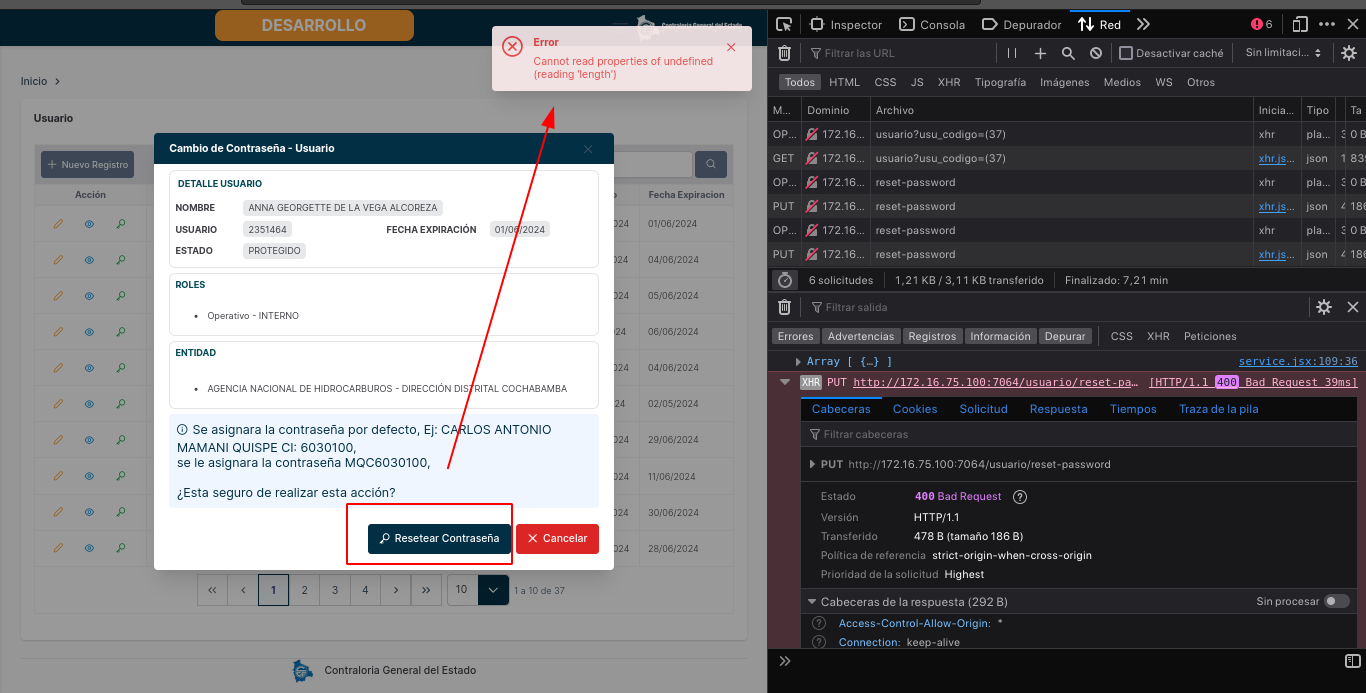 DESARROLLO
Contraloría General del Estado
Error
Cannot read properties of undefined
(reading 'length')
Inicio
Usuario
Nuevo Registro
Acción
Fecha Expiracion
01/06/2024
04/06/2024
05/06/2024
06/06/2024
04/06/2024
02/05/2024
29/06/2024
11/06/2024
30/06/2024
28/06/2024
Cambio de Contraseña - Usuario
DETALLE USUARIO
NOMBRE ANNA GEORGETTE DE LA VEGA ALCOREZA
USUARIO 2351464 FECHA EXPIRACIÓN 01/06/2024
ESTADO PROTEGIDO
ROLES
• Operativo - INTERNO
ENTIDAD
• AGENCIA NACIONAL DE HIDROCARBUROS - DIRECCIÓN DISTRITAL COCHABAMBA
Se asignara la contraseña por defecto, Ej: CARLOS ANTONIO
MAMANI QUISPE CI: 6030100,
se le asignara la contraseña MQC6030100,
¿Esta seguro de realizar esta acción?
Resetear Contraseña Cancelar
« ‹ 1 2 3 4 › » 10 1 a 10 de 37
Contraloria General del Estado
Inspector Consola Depurador Red 6
Filtrar las URL Desactivar caché Sin limitaci...
Todos HTML CSS JS XHR Tipografía Imágenes Medios WS Otros
M... Dominio Archivo Inicia... Tipo Ta
OP... 172.16... usuario?usu_codigo=(37) xhr pla... 0 B
GET 172.16... usuario?usu_codigo=(37) xhr.js... json 1 839
OP... 172.16... reset-password xhr pla... 0 B
PUT 172.16... reset-password xhr.js... json 186
OP... 172.16... reset-password xhr pla... 0 B
PUT 172.16... reset-password xhr.js... json 186
6 solicitudes 1,21 KB / 3,11 KB transferido Finalizado: 7,21 min
Filtrar salida
Errores Advertencias Registros Información Depurar CSS XHR Peticiones
Array [ {…} ] service.jsx:109:36
XHR PUT http://172.16.75.100:7064/usuario/reset-pa… [HTTP/1.1 400 Bad Request 39ms]
Cabeceras Cookies Solicitud Respuesta Tiempos Traza de la pila
Filtrar cabeceras
PUT http://172.16.75.100:7064/usuario/reset-password
Estado 400 Bad Request ?
Versión HTTP/1.1
Transferido 478 B (tamaño 186 B)
Política de referencia strict-origin-when-cross-origin
Prioridad de la solicitud Highest
Cabeceras de la respuesta (292 B) Sin procesar
? Access-Control-Allow-Origin: *
? Connection: keep-alive